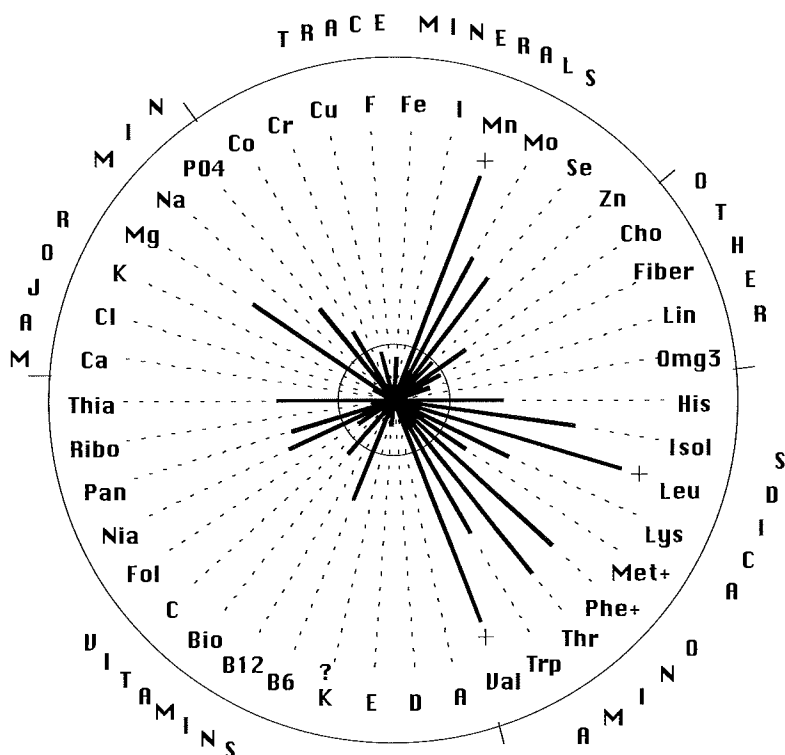 TRACE MINERALS
OTHER
AMINO ACIDS
VITAMINS
MAJOR MIN
F
Fe
I
Mn
+
Mo
Se
Zn
Cho
Fiber
Lin
Omg3
His
Isol
Leu
+
Lys
Met+
Phe+
Thr
Trp
Val
+
A
D
E
K
?
B6
B12
Bio
C
Fol
Nia
Pan
Ribo
Thia
Ca
Cl
K
Mg
Na
PO4
Co
Cr
Cu